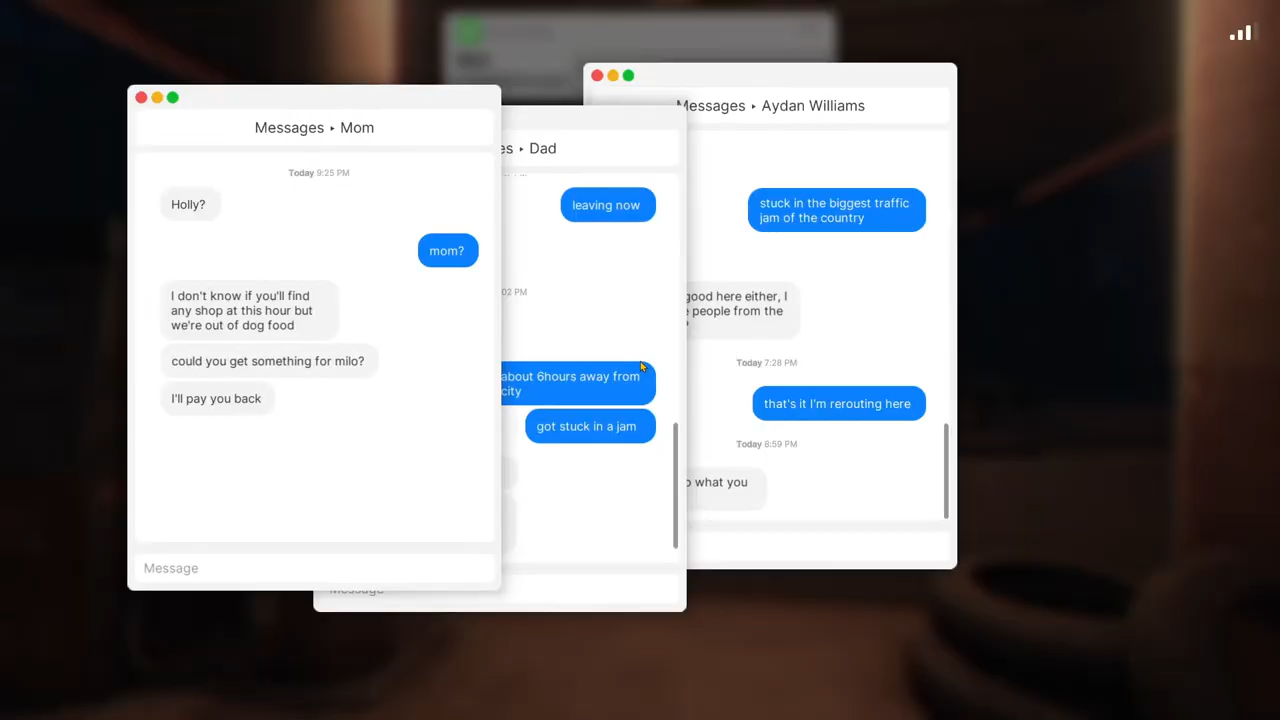 Messages ▸ Mom
Today 9:25 PM
Holly?
mom?
I don't know if you'll find
any shop at this hour but
we're out of dog food
could you get something for milo?
I'll pay you back
Message
es ▸ Dad
leaving now
02 PM
about 6hours away from
city
got stuck in a jam
Message
Messages ▸ Aydan Williams
stuck in the biggest traffic
jam of the country
good here either, I
people from the
?
Today 7:28 PM
that's it I'm rerouting here
Today 8:59 PM
o what you